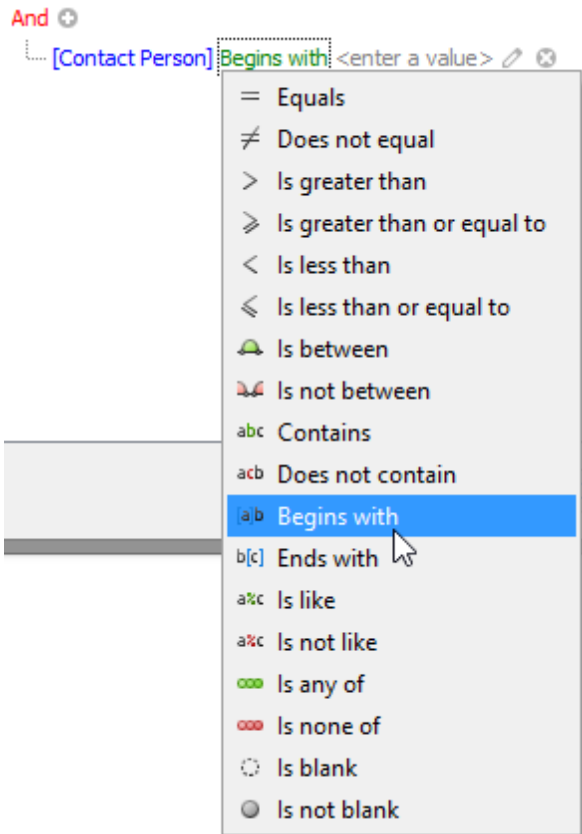 And
[Contact Person] Begins with <enter a value>
= Equals
≠ Does not equal
> Is greater than
⩾ Is greater than or equal to
< Is less than
⩽ Is less than or equal to
Is between
Is not between
abc Contains
acb Does not contain
[a]b Begins with
b[c] Ends with
a%c Is like
a%c Is not like
Is any of
Is none of
Is blank
Is not blank